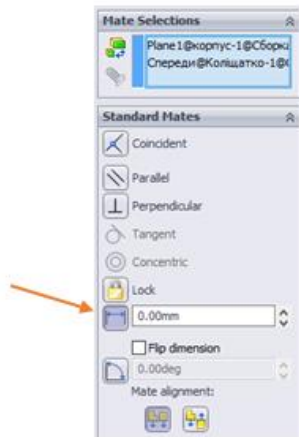 Mate Selections
Plane1@корпус-1@Сборка
Спереди@Коліщатко-1@
Standard Mates
Coincident
Parallel
Perpendicular
Tangent
Concentric
Lock
0.00mm
Flip dimension
0.00deg
Mate alignment: